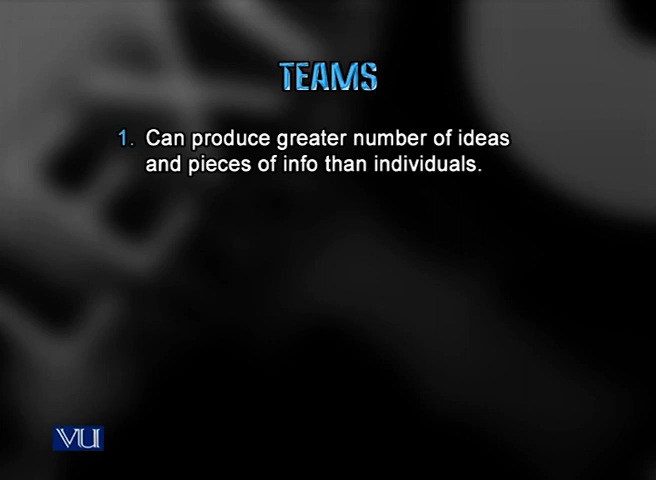 TEAMS
1. Can produce greater number of ideas
and pieces of info than individuals.
VU